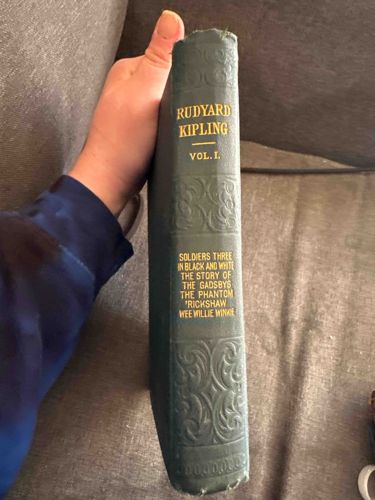 RUDYARD
KIPLING
VOL. I.
SOLDIERS THREE
IN BLACK AND WHITE
THE STORY OF
THE GADSBYS
THE PHANTOM
'RICKSHAW
WEE WILLIE WINKIE